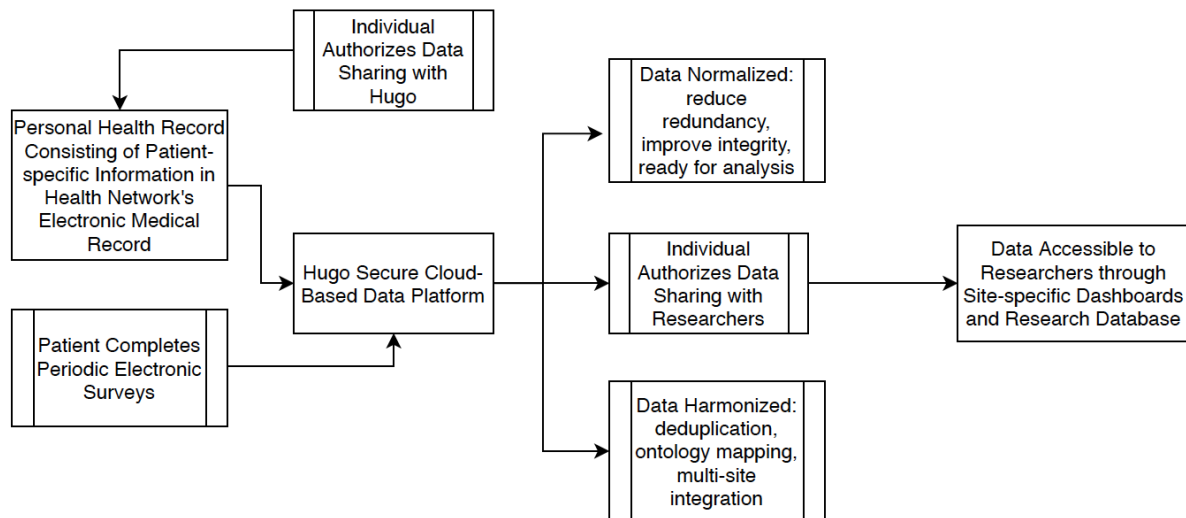 Individual
Authorizes Data
Sharing with
Hugo
Personal Health Record
Consisting of Patient-
specific Information in
Health Network's
Electronic Medical
Record
Patient Completes
Periodic Electronic
Surveys
Hugo Secure Cloud-
Based Data Platform
Data Normalized:
reduce
redundancy,
improve integrity,
ready for analysis
Individual
Authorizes Data
Sharing with
Researchers
Data Harmonized:
deduplication,
ontology mapping,
multi-site
integration
Data Accessible to
Researchers through
Site-specific Dashboards
and Research Database